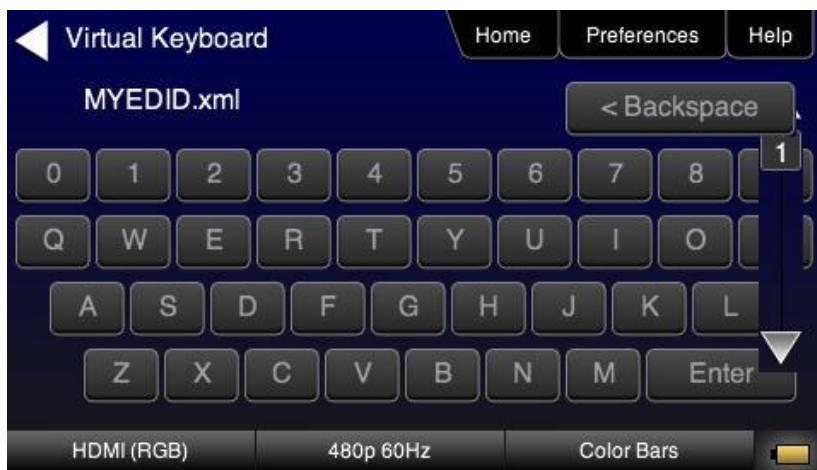 Virtual Keyboard Home Preferences Help
MYEDID.xml < Backspace
1
0 1 2 3 4 5 6 7 8
Q W E R T Y U I O
A S D F G H J K L
Z X C V B N M Enter
HDMI (RGB) 480p 60Hz Color Bars